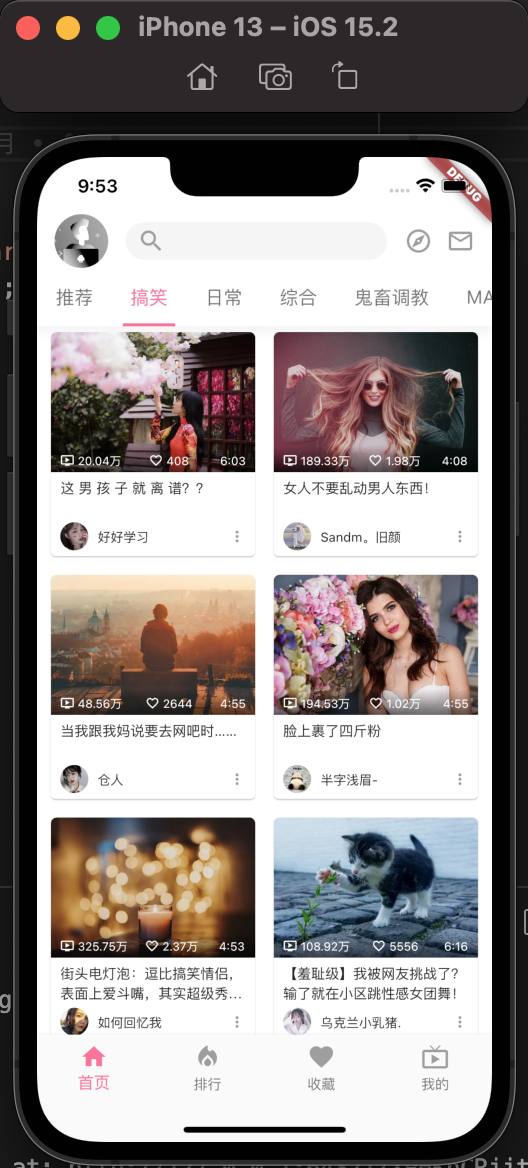 iPhone 13 – iOS 15.2
9:53
DEBUG
推荐 搞笑 日常 综合 鬼畜调教 MA
20.04万 408 6:03
189.33万 1.98万 4:08
这 男 孩 子 就 离 谱？？
女人不要乱动男人东西！
好好学习
Sandm。旧颜
48.56万 2644 4:55
194.53万 1.02万 4:55
当我跟我妈说要去网吧时……
脸上裹了四斤粉
仓人
半字浅眉-
325.75万 2.37万 4:53
108.92万 5556 6:16
街头电灯泡：逗比搞笑情侣，
表面上爱斗嘴，其实超级秀…
【羞耻级】我被网友挑战了？
输了就在小区跳性感女团舞！
如何回忆我
乌克兰小乳猪.
首页 排行 收藏 我的